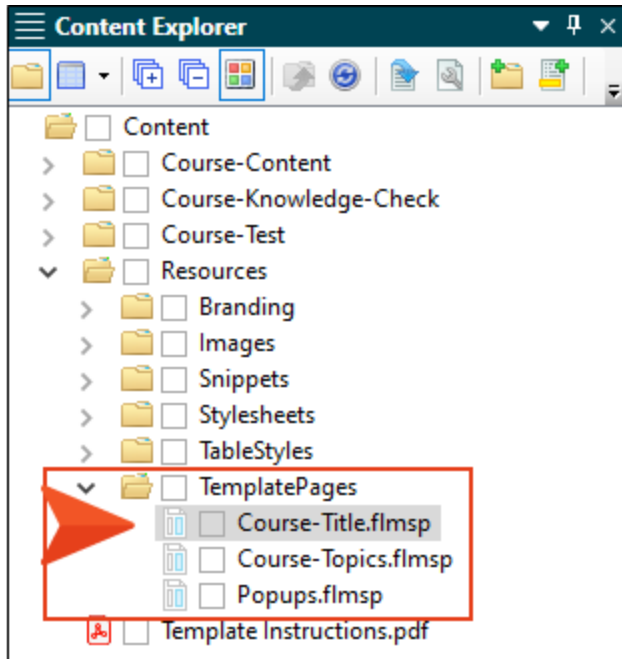 Content Explorer
Content
Course-Content
Course-Knowledge-Check
Course-Test
Resources
Branding
Images
Snippets
Stylesheets
TableStyles
TemplatePages
Course-Title.flmsp
Course-Topics.flmsp
Popups.flmsp
Template Instructions.pdf